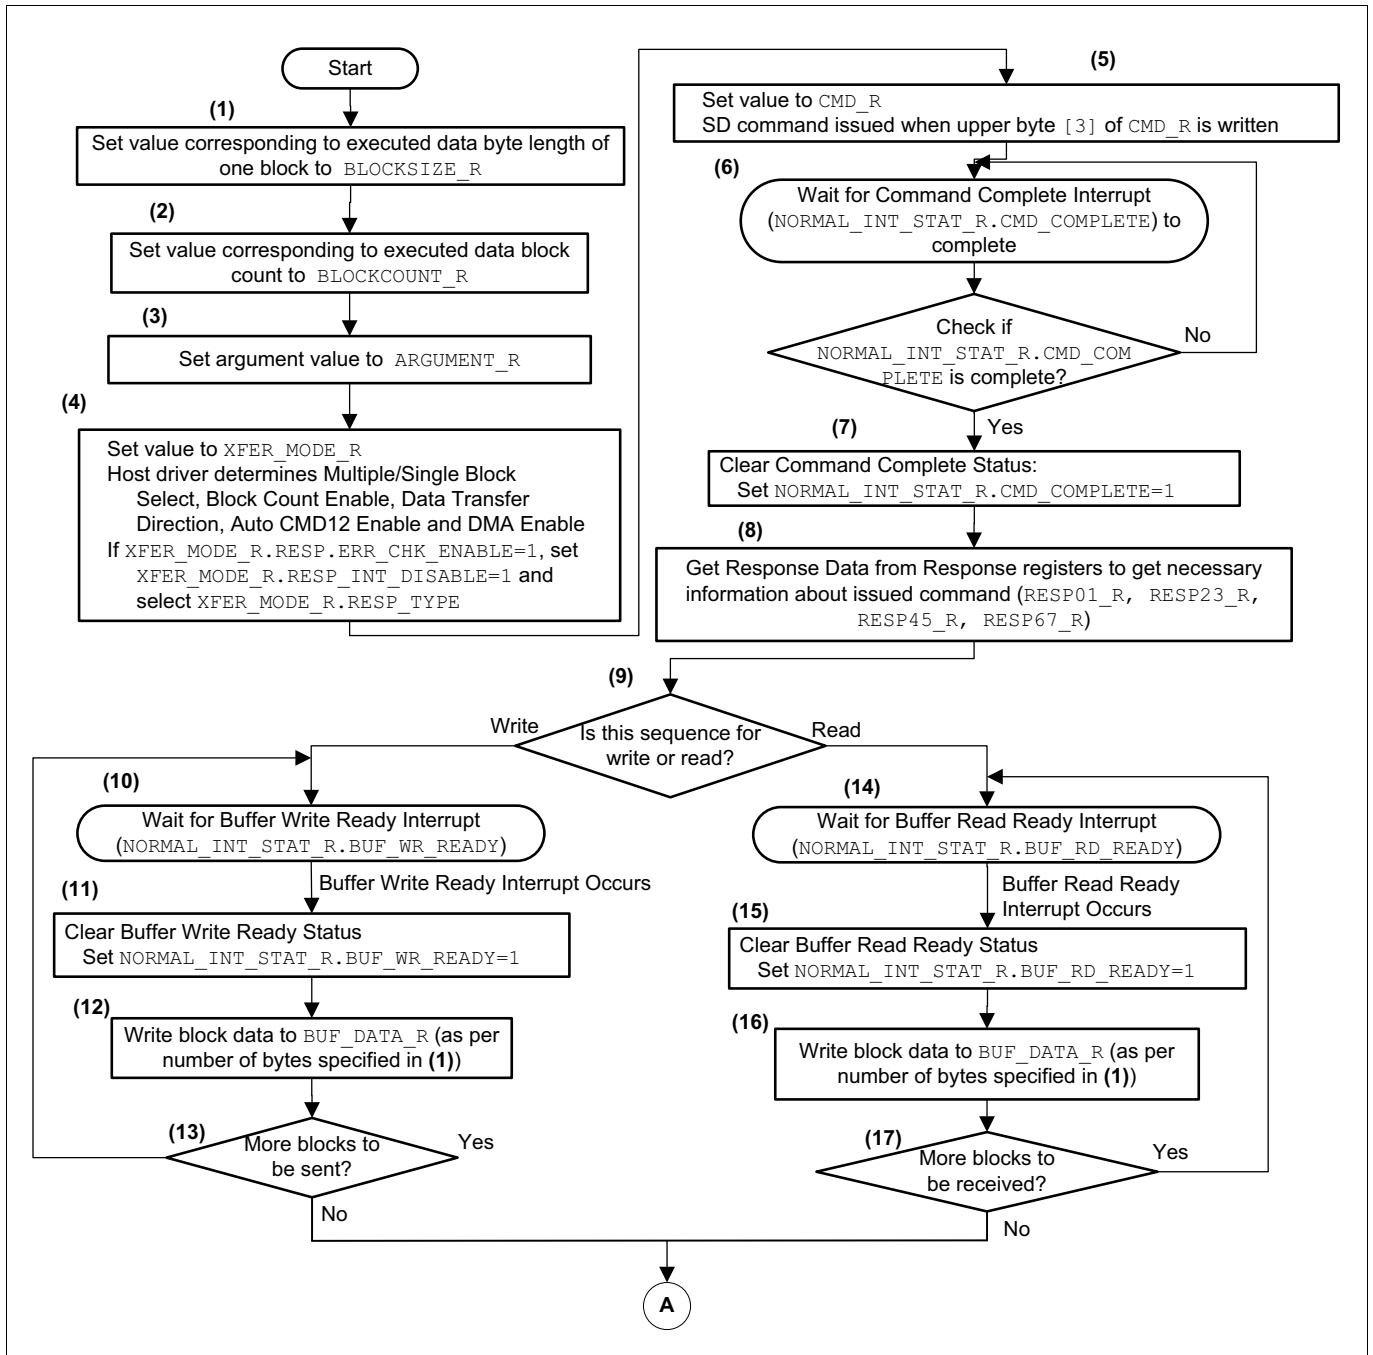 Start
(1)
Set value corresponding to executed data byte length of
one block to BLOCKSIZE_R
(2)
Set value corresponding to executed data block
count to BLOCKCOUNT_R
(3)
Set argument value to ARGUMENT_R
(4)
Set value to XFER_MODE_R
Host driver determines Multiple/Single Block
Select, Block Count Enable, Data Transfer
Direction, Auto CMD12 Enable and DMA Enable
If XFER_MODE_R.RESP.ERR_CHK_ENABLE=1, set
XFER_MODE_R.RESP_INT_DISABLE=1 and
select XFER_MODE_R.RESP_TYPE
(5)
Set value to CMD_R
SD command issued when upper byte [3] of CMD_R is written
(6)
Wait for Command Complete Interrupt
(NORMAL_INT_STAT_R.CMD_COMPLETE) to
complete
Check if
NORMAL_INT_STAT_R.CMD_COM
PLETE is complete?
No
Yes
(7)
Clear Command Complete Status:
Set NORMAL_INT_STAT_R.CMD_COMPLETE=1
(8)
Get Response Data from Response registers to get necessary
information about issued command (RESP01_R, RESP23_R,
RESP45_R, RESP67_R)
(9)
Is this sequence for
write or read?
Write
Read
(10)
Wait for Buffer Write Ready Interrupt
(NORMAL_INT_STAT_R.BUF_WR_READY)
Buffer Write Ready Interrupt Occurs
(11)
Clear Buffer Write Ready Status
Set NORMAL_INT_STAT_R.BUF_WR_READY=1
(12)
Write block data to BUF_DATA_R (as per
number of bytes specified in (1))
(13)
More blocks to
be sent?
Yes
No
(14)
Wait for Buffer Read Ready Interrupt
(NORMAL_INT_STAT_R.BUF_RD_READY)
Buffer Read Ready
Interrupt Occurs
(15)
Clear Buffer Read Ready Status
Set NORMAL_INT_STAT_R.BUF_RD_READY=1
(16)
Write block data to BUF_DATA_R (as per
number of bytes specified in (1))
(17)
More blocks to
be received?
Yes
No
A